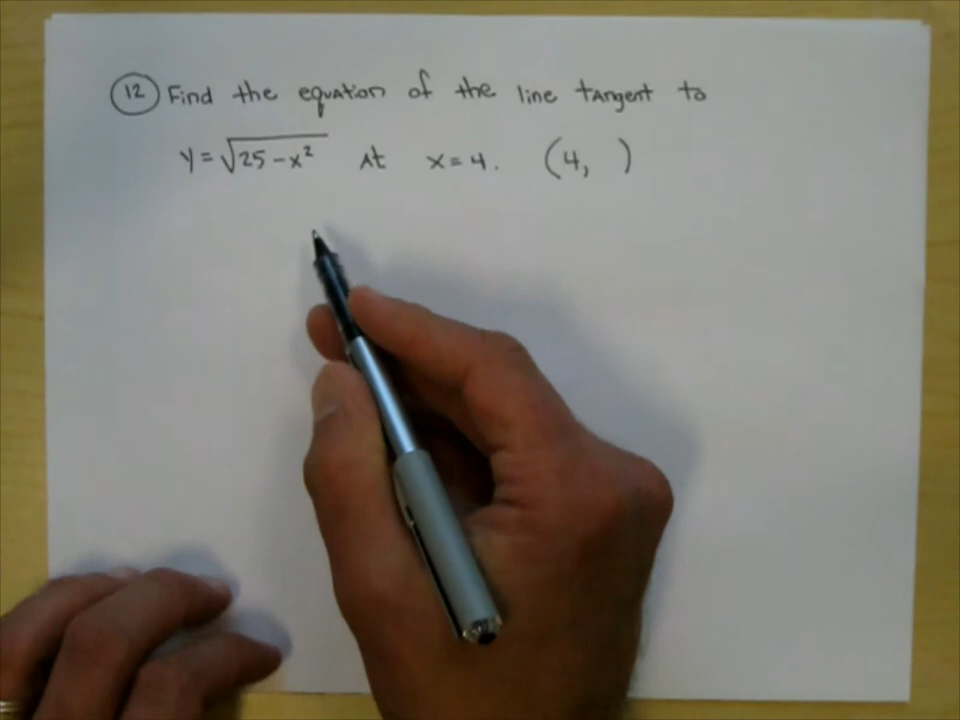 12 Find the equation of the line tangent to
y = √25 - x² at x = 4. (4, )